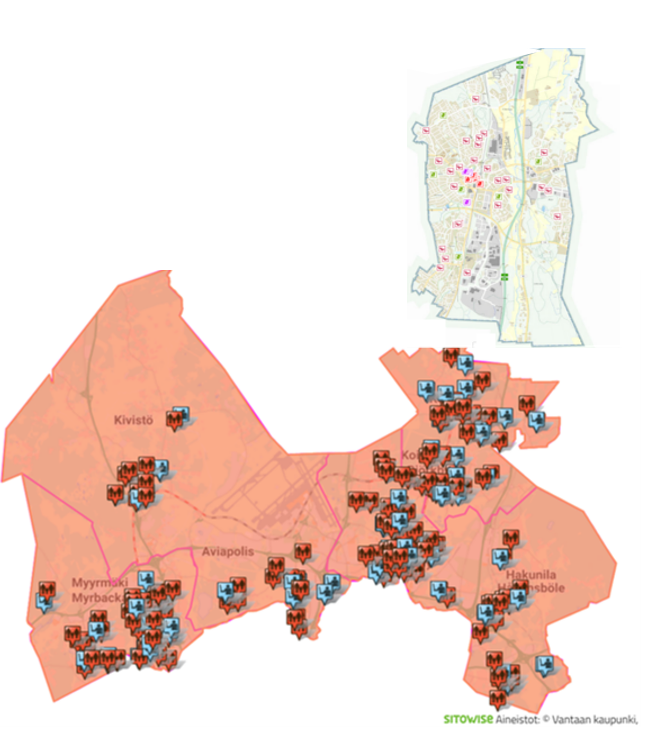 Kivistö
Aviapolis
Myyrmäki
Myrbacka
Hakunila
SITOWISE Aineistot: © Vantaan kaupunki,